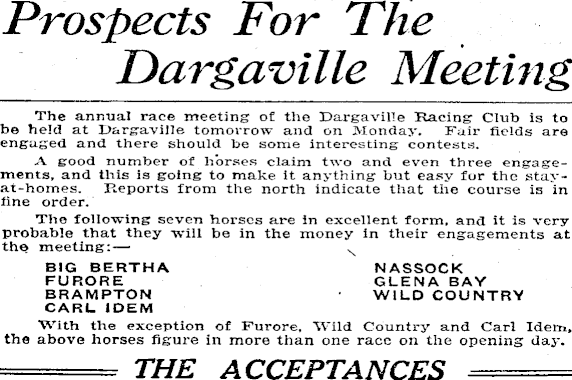 Prospects For The
Dargaville Meeting
The annual race meeting of the Dargaville Racing Club is to
be held at Dargaville tomorrow and on Monday. Fair fields are
engaged and there should be some interesting contests.
A good number of horses claim two and even three engage-
ments, and this is going to make it anything but easy for the stay-
at-homes. Reports from the north indicate that the course is in
fine order.
The following seven horses are in excellent form, and it is very
probable that they will be in the money in their engagements at
the meeting:—
BIG BERTHA NASSOCK
FURORE GLENA BAY
BRAMPTON WILD COUNTRY
CARL IDEM
With the exception of Furore, Wild Country and Carl Idem,
the above horses figure in more than one race on the opening day.
THE ACCEPTANCES